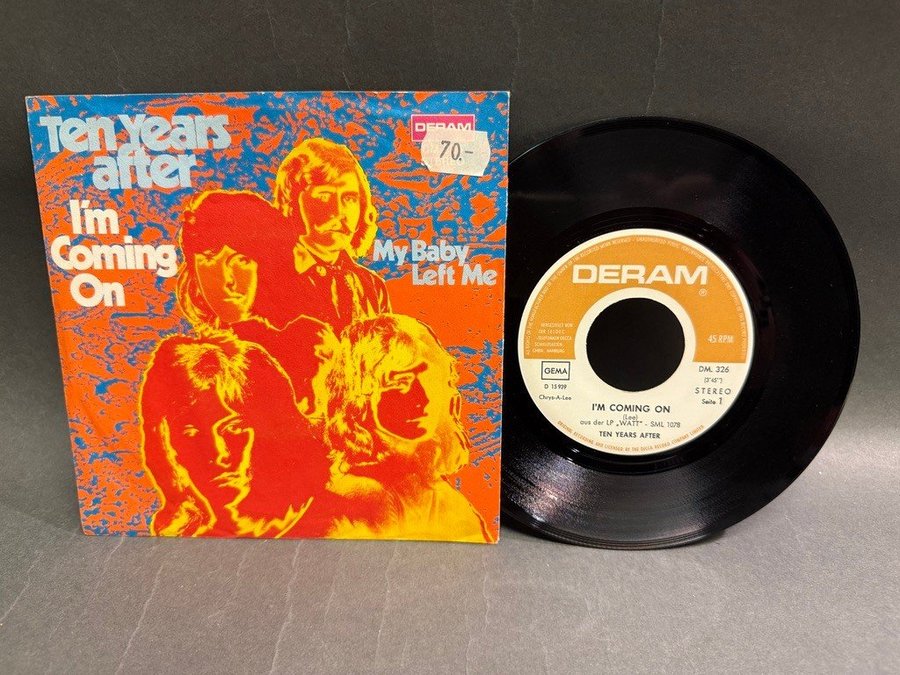 Ten Years
after
I'm
Coming
On
DERAM
70.-
My Baby
Left Me
DERAM
®
45 RPM
GEMA
D 15 939
Chrys-A-Lee
DM. 326
(3'45")
STEREO
Seite 1
I'M COMING ON
(Lee)
aus der LP „WATT" - SML 1078
TEN YEARS AFTER